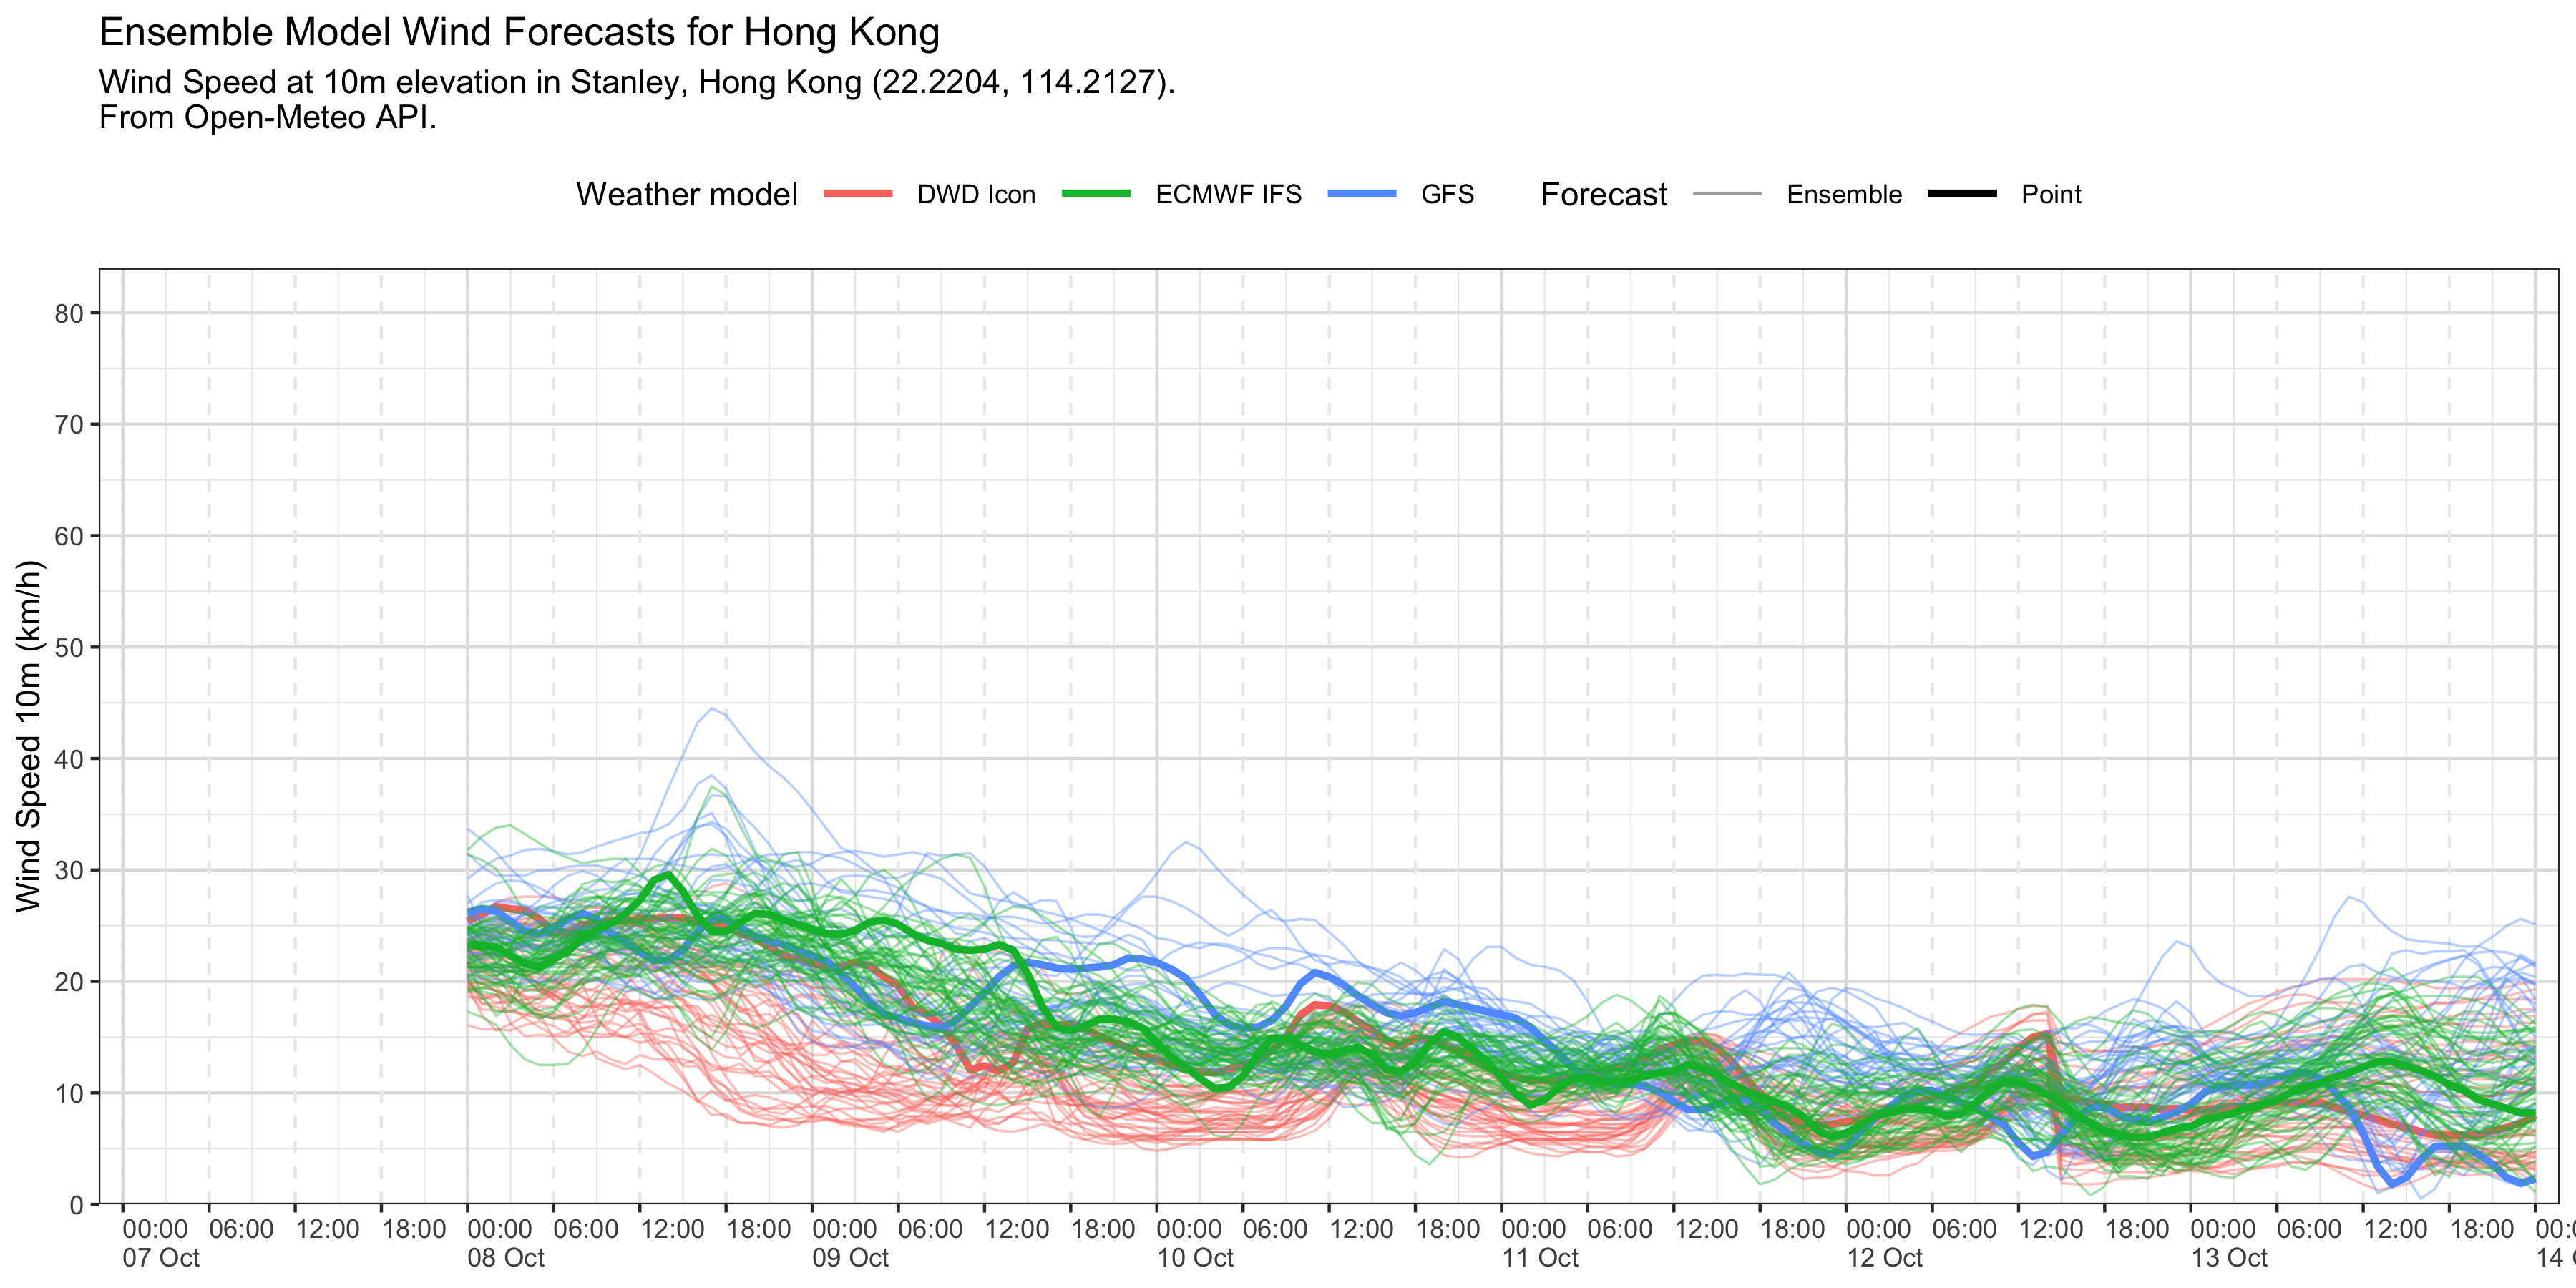 Ensemble Model Wind Forecasts for Hong Kong
Wind Speed at 10m elevation in Stanley, Hong Kong (22.2204, 114.2127).
From Open-Meteo API.
Weather model DWD Icon ECMWF IFS GFS Forecast Ensemble Point
Wind Speed 10m (km/h)
80
70
60
50
40
30
20
10
0
00:00 06:00 12:00 18:00 00:00 06:00 12:00 18:00 00:00 06:00 12:00 18:00 00:00 06:00 12:00 18:00 00:00 06:00 12:00 18:00 00:00 06:00 12:00 18:00 00:00 06:00 12:00 18:00
07 Oct 08 Oct 09 Oct 10 Oct 11 Oct 12 Oct 13 Oct 14